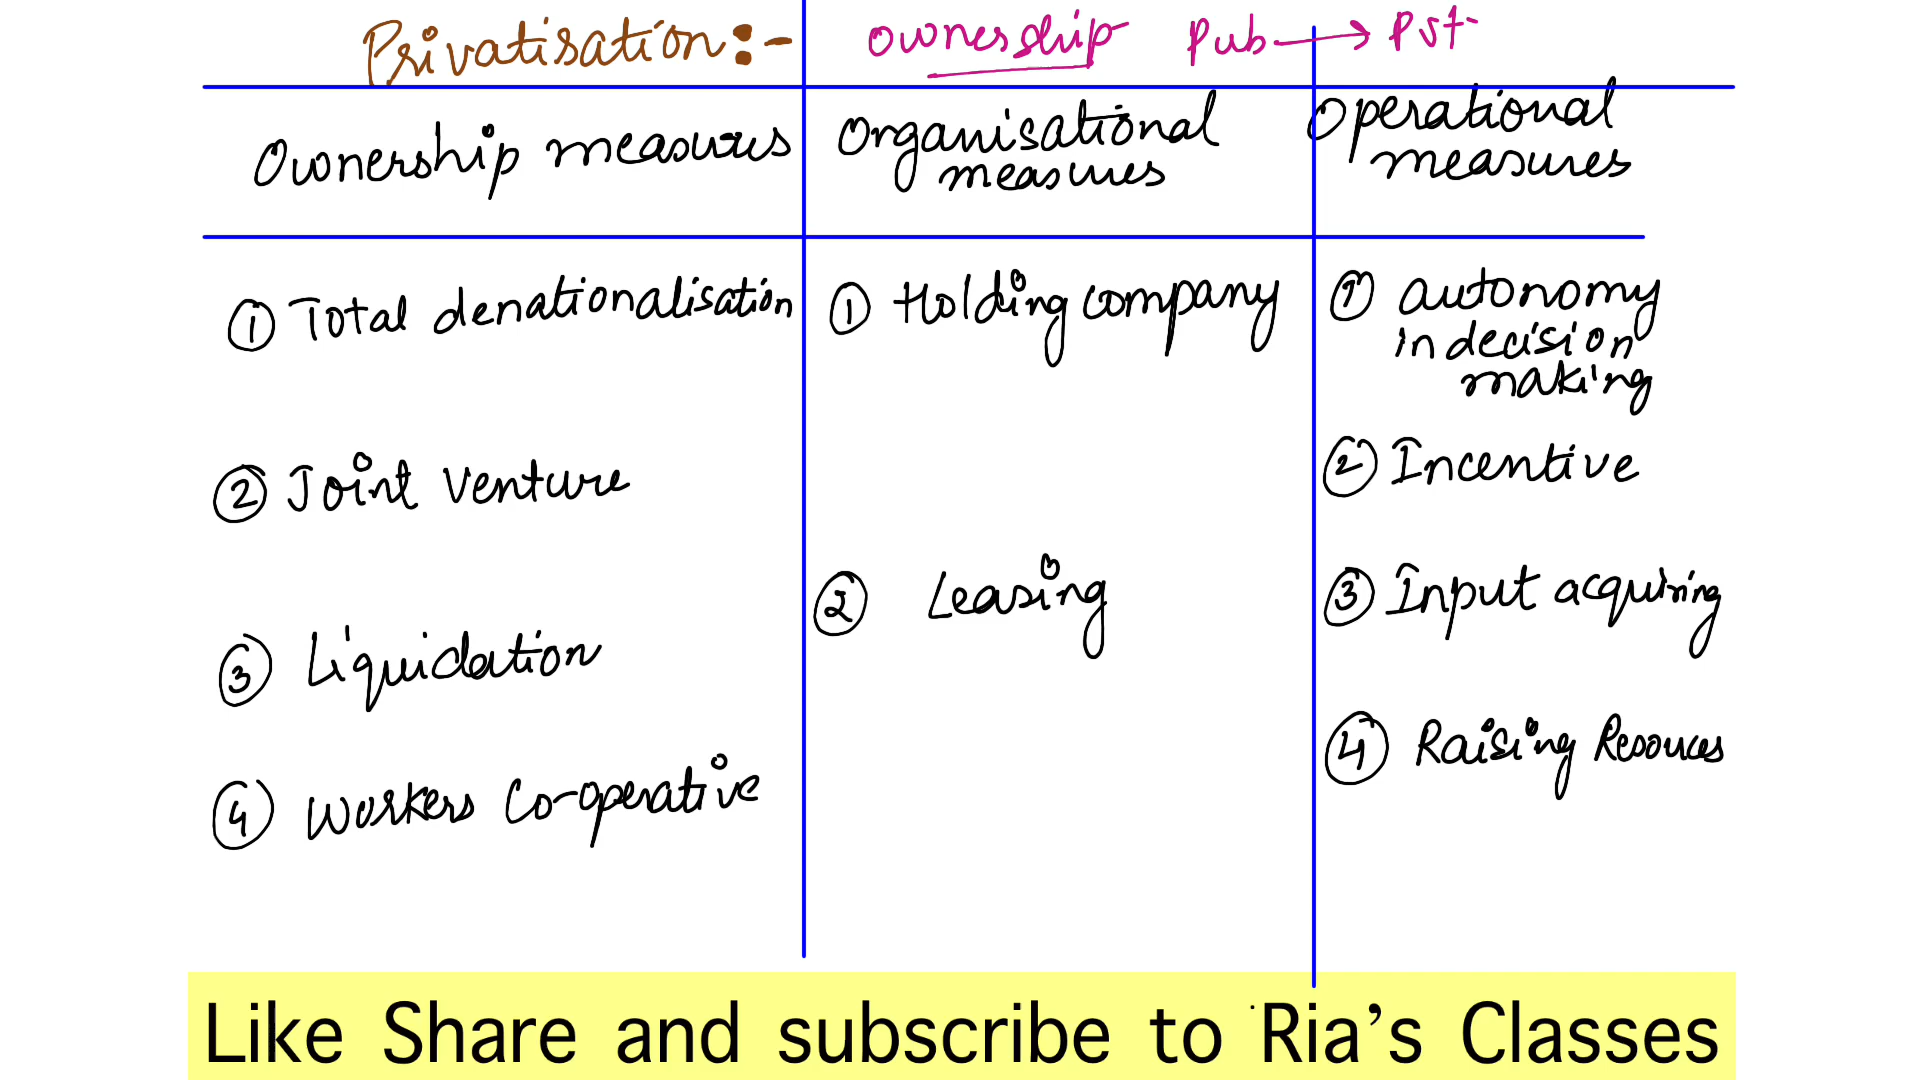 Privatisation:- Ownership Pub → Pvt
Ownership measures
Organisational
measures
Operational
measures
① Total denationalisation
② Joint Venture
③ Liquidation
④ Workers Co-operative
① Holding company
② Leasing
① autonomy
in decision
making
② Incentive
③ Input acquiring
④ Raising Resources
Like Share and subscribe to Ria's Classes